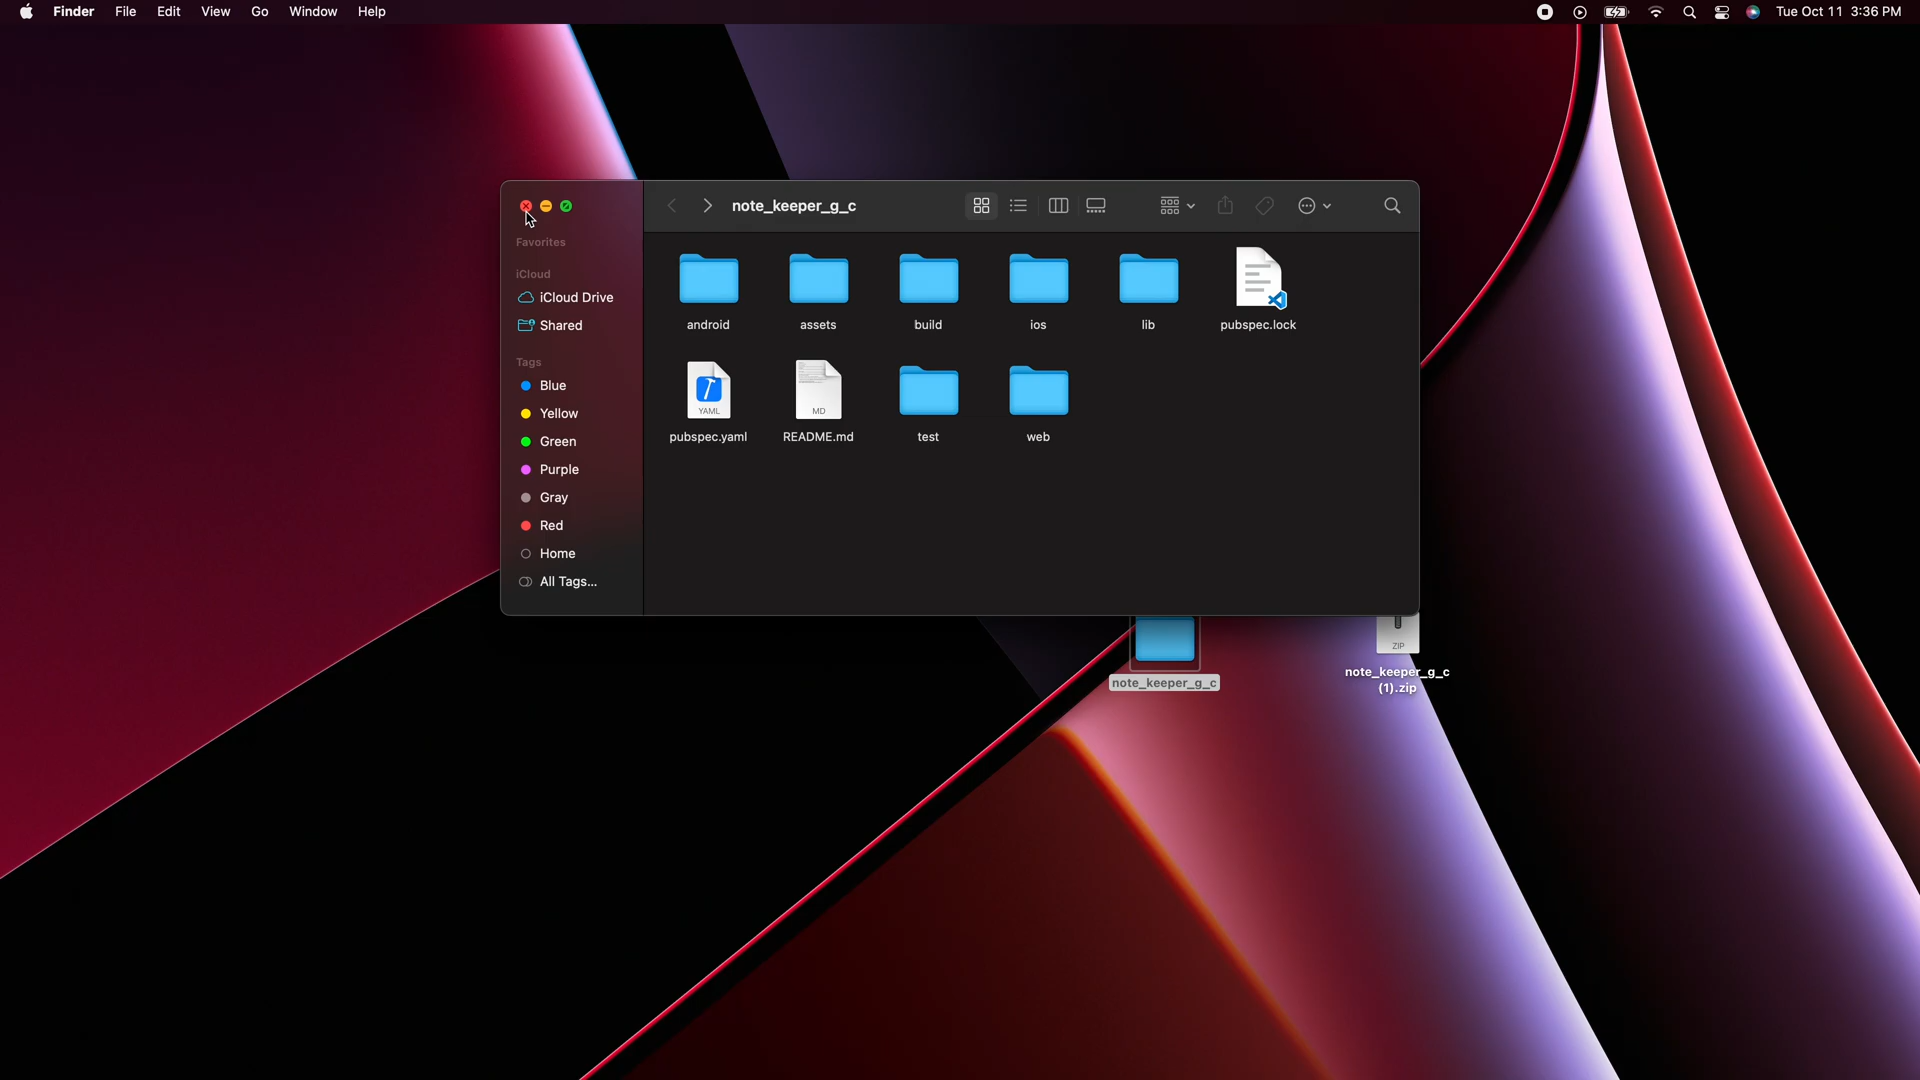 Finder File Edit View Go Window Help Tue Oct 11 3:36 PM
note_keeper_g_c
Favorites
iCloud
iCloud Drive
Shared
Tags
Blue
Yellow
Green
Purple
Gray
Red
Home
All Tags...
android assets build ios lib pubspec.lock
YAML MD
pubspec.yaml README.md test web
ZIP
note_keeper_g_c
note_keeper_g_c
(1).zip